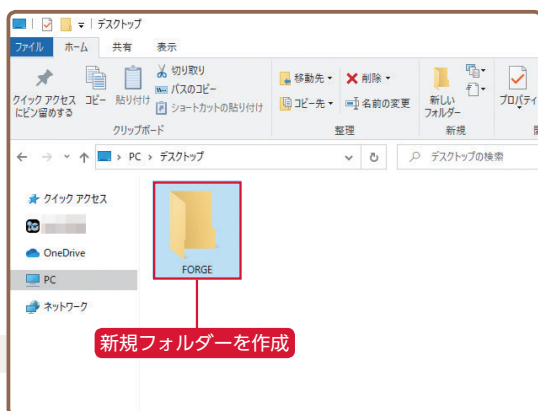 デスクトップ
ファイル ホーム 共有 表示
クイック アクセス
にピン留めする
コピー
貼り付け
切り取り
パスのコピー
ショートカットの貼り付け
クリップボード
移動先
コピー先
削除
名前の変更
整理
新しい
フォルダー
新規
プロパティ
PC デスクトップ
デスクトップの検索
クイック アクセス
OneDrive
PC
ネットワーク
FORGE
新規フォルダーを作成